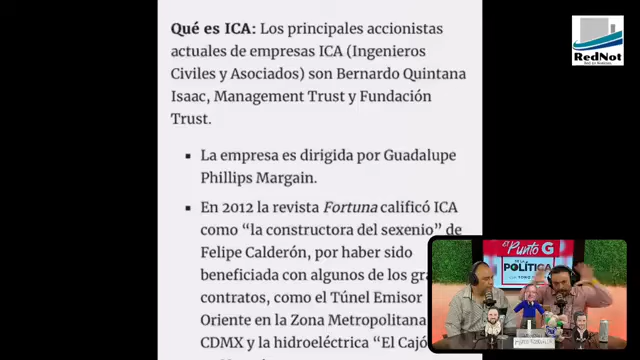 Qué es ICA: Los principales accionistas
actuales de empresas ICA (Ingenieros
Civiles y Asociados) son Bernardo Quintana
Isaac, Management Trust y Fundación
Trust.
▪ La empresa es dirigida por Guadalupe
Phillips Margain.
▪ En 2012 la revista Fortuna calificó ICA
como “la constructora del sexenio” de
Felipe Calderón, por haber sido
beneficiada con algunos de los
contratos, como el Túnel Emisor
Oriente en la Zona Metropolitana
CDMX y la hidroeléctrica “El
RedNot
El Punto G
DE LA
POLÍTICA